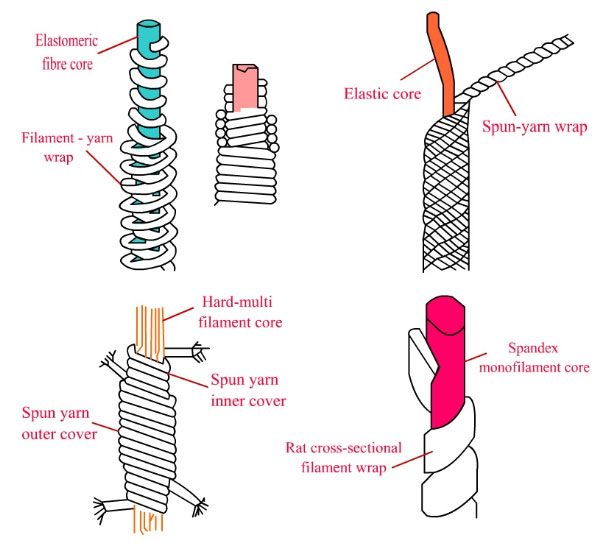 Elastomeric
fibre core
Filament - yarn
wrap
Elastic core
Spun-yarn wrap
Hard-multi
filament core
Spun yarn
inner cover
Spun yarn
outer cover
Spandex
monofilament core
Rat cross-sectional
filament wrap